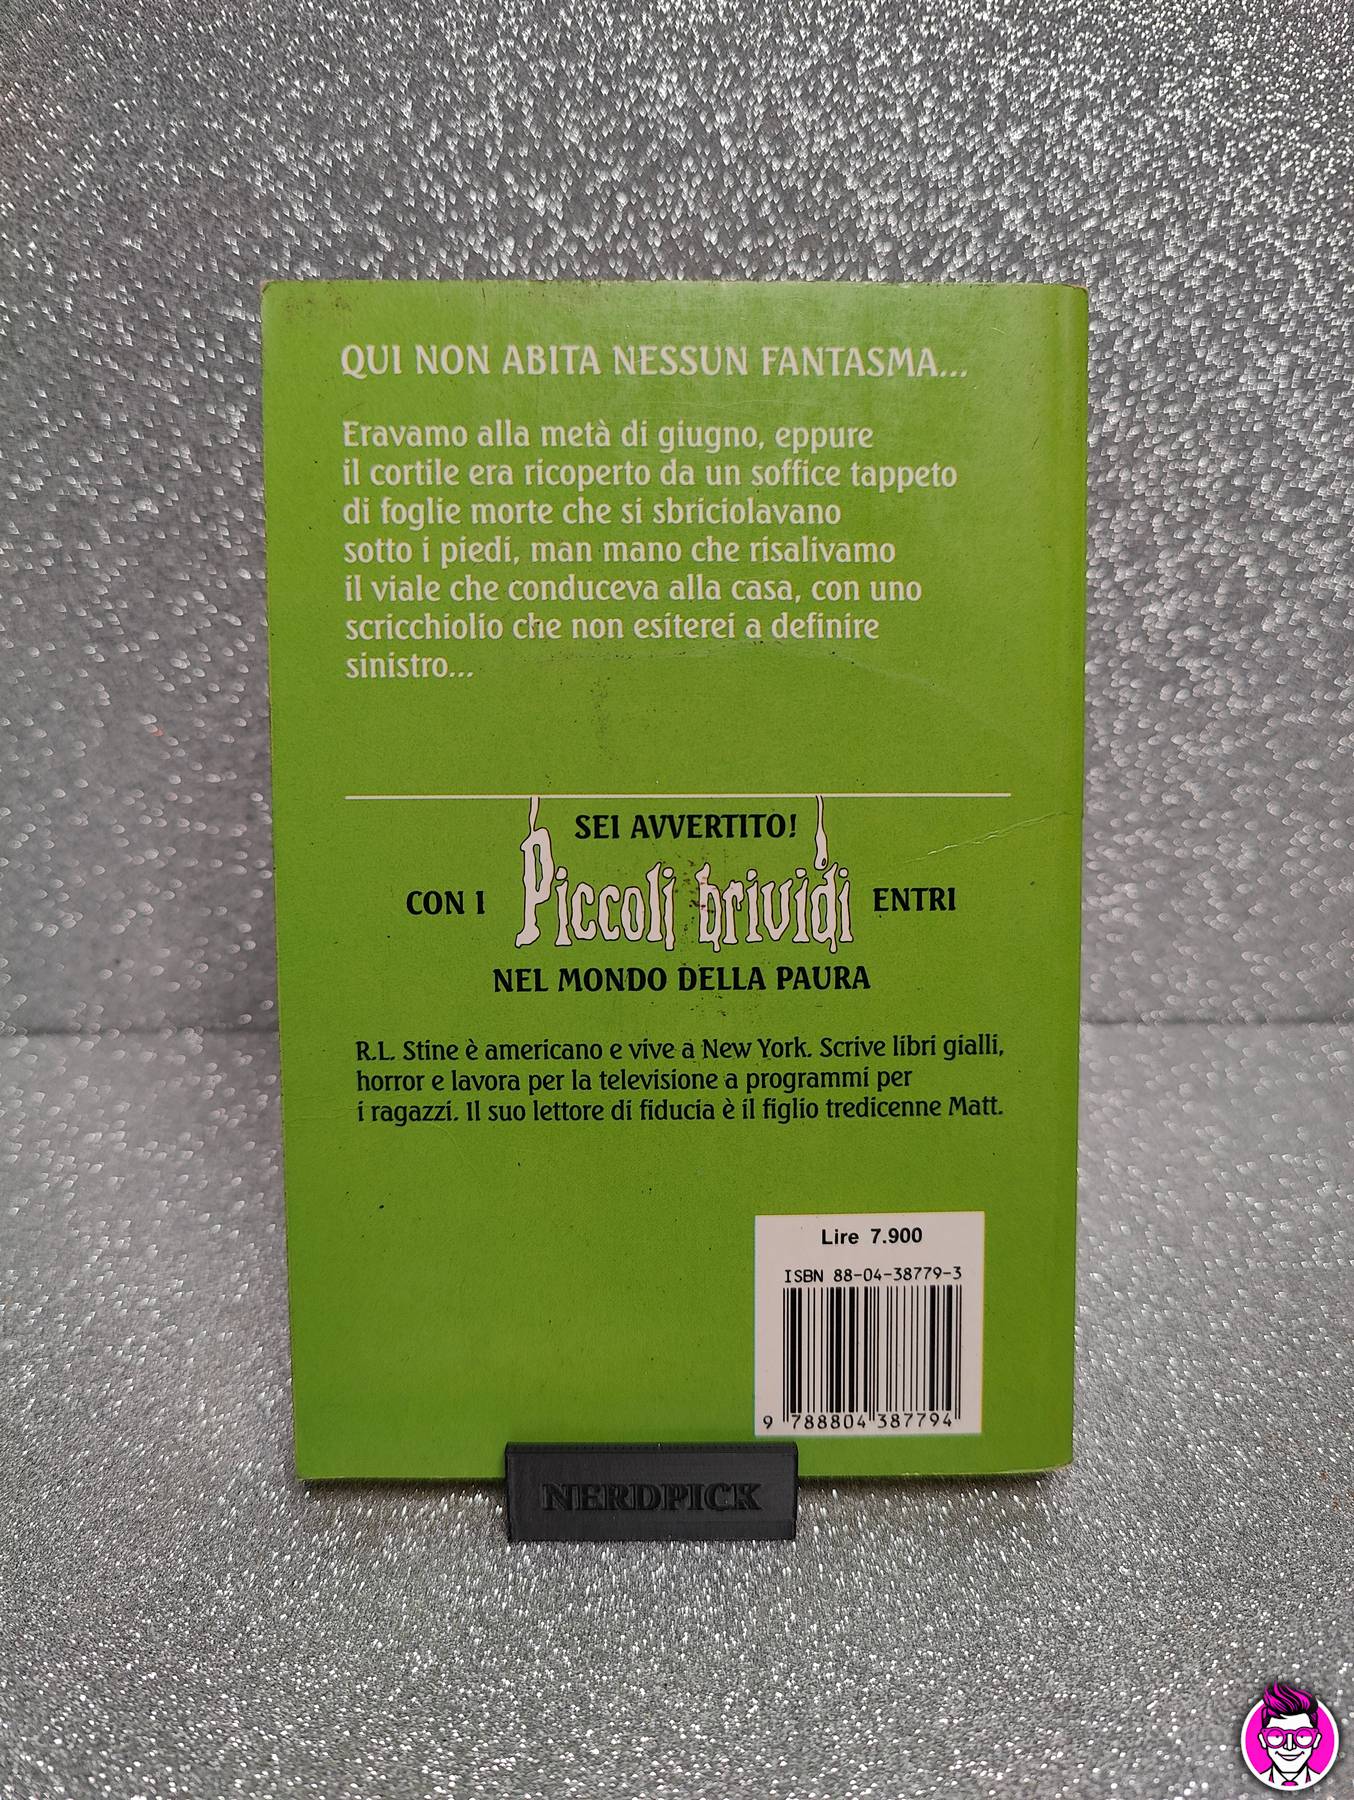 QUI NON ABITA NESSUN FANTASMA...
Eravamo alla metà di giugno, eppure
il cortile era ricoperto da un soffice tappeto
di foglie morte che si sbriciolavano
sotto i piedi, man mano che risalivamo
il viale che conduceva alla casa, con uno
scricchiolio che non esiterei a definire
sinistro...
SEI AVVERTITO!
CON I Piccoli brividi ENTRI
NEL MONDO DELLA PAURA
R.L. Stine è americano e vive a New York. Scrive libri gialli,
horror e lavora per la televisione a programmi per
i ragazzi. Il suo lettore di fiducia è il figlio tredicenne Matt.
Lire 7.900
ISBN 88-04-38779-3
9 788804 387794
NERDPICK